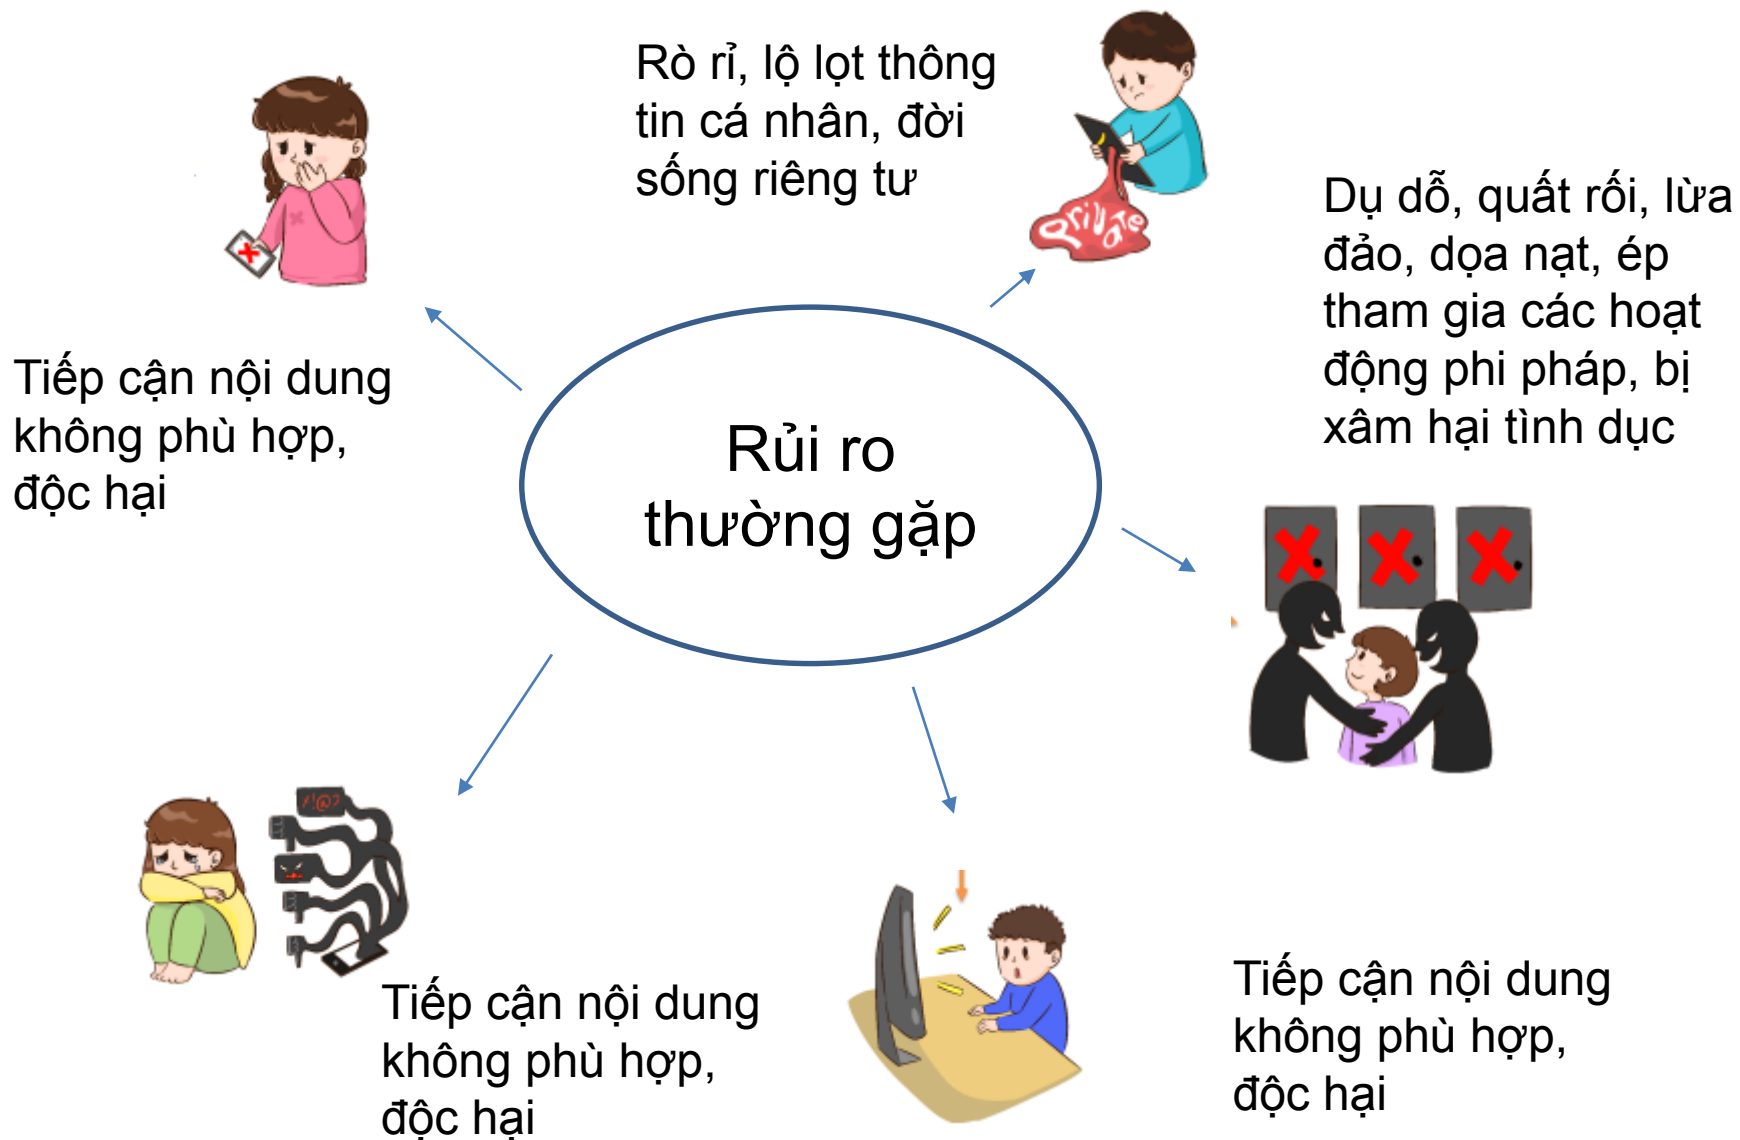 Rò rỉ, lộ lọt thông
tin cá nhân, đời
sống riêng tư
Private
Dụ dỗ, quất rối, lừa
đảo, dọa nạt, ép
tham gia các hoạt
động phi pháp, bị
xâm hại tình dục
Tiếp cận nội dung
không phù hợp,
độc hại
Rủi ro
thường gặp
Tiếp cận nội dung
không phù hợp,
độc hại
Tiếp cận nội dung
không phù hợp,
độc hại